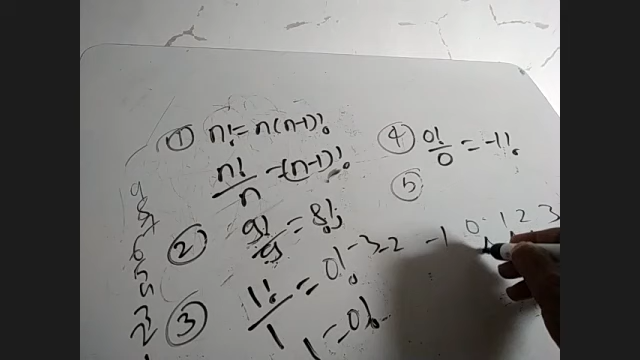 ① n! = n(n-1)!
n!/n = (n-1)!
② 9!/9 = 8!
③ 1!/1 = 0!
1 = 0!
④ 0!/0 = -1!
⑤
-3 -2 -1 0 1 2 3